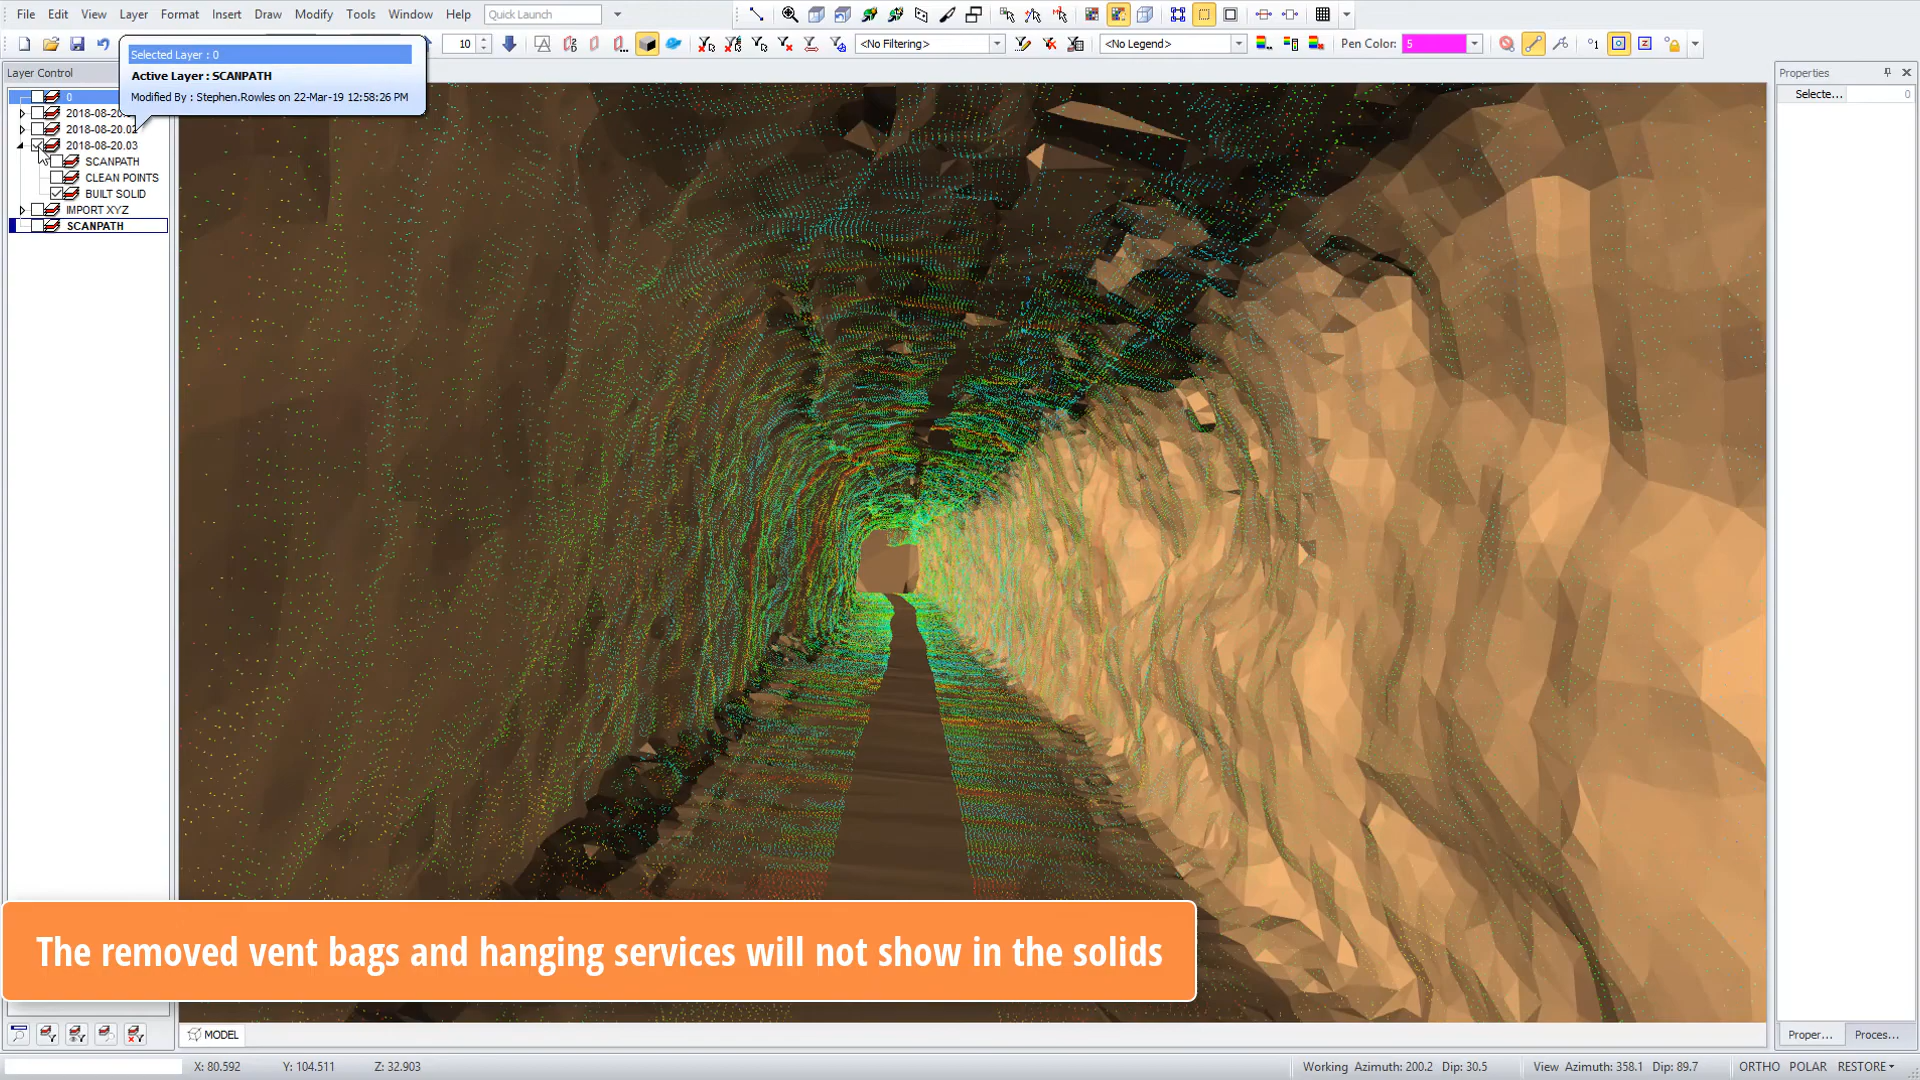 File Edit View Layer Format Insert Draw Modify Tools Window Help Quick Launch
10 <No Filtering> <No Legend> Pen Color: 5
Layer Control
Selected Layer : 0
Active Layer : SCANPATH
Modified By : Stephen.Rowles on 22-Mar-19 12:58:26 PM
0
2018-08-20.
2018-08-20.02
2018-08-20.03
SCANPATH
CLEAN POINTS
BUILT SOLID
IMPORT XYZ
SCANPATH
Properties
Selecte... 0
The removed vent bags and hanging services will not show in the solids
MODEL
Proper... Proces...
X: 80.592 Y: 104.511 Z: 32.903 Working Azimuth: 200.2 Dip: 30.5 View Azimuth: 358.1 Dip: 89.7 ORTHO POLAR RESTORE